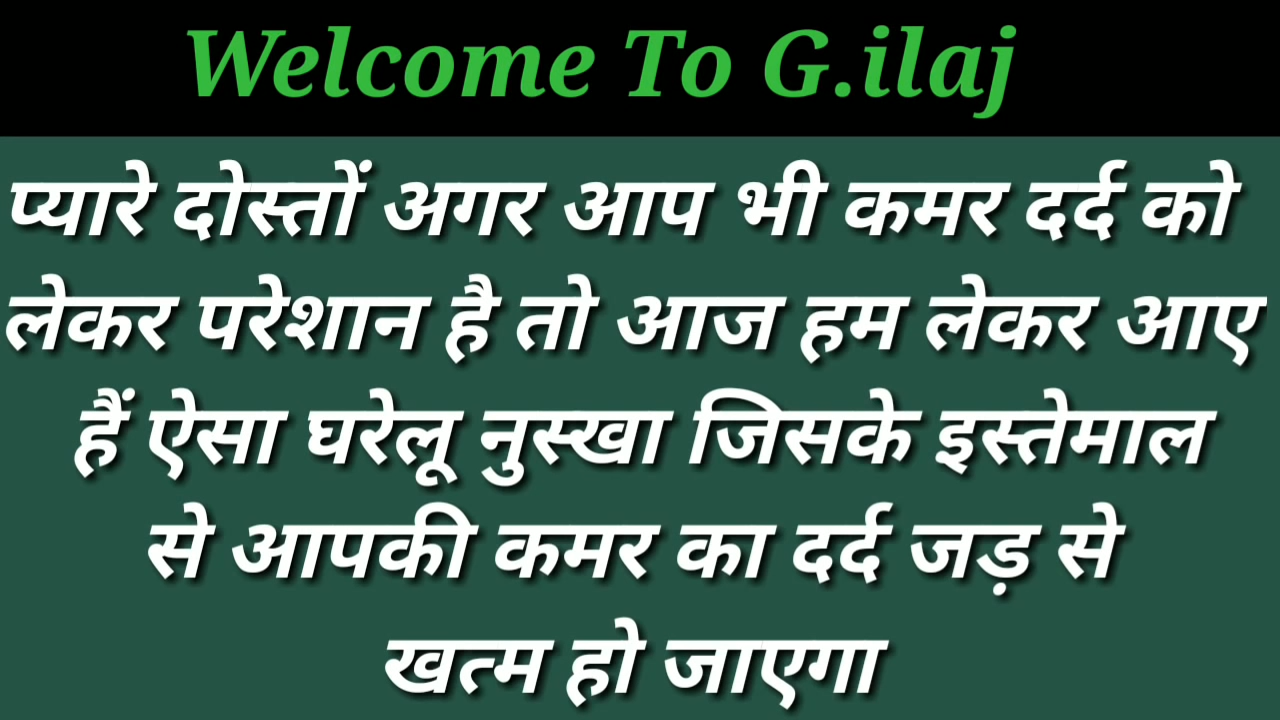 Welcome To G.ilaj
प्यारे दोस्तों अगर आप भी कमर दर्द को
लेकर परेशान है तो आज हम लेकर आए
हैं ऐसा घरेलू नुस्खा जिसके इस्तेमाल
से आपकी कमर का दर्द जड़ से
खत्म हो जाएगा